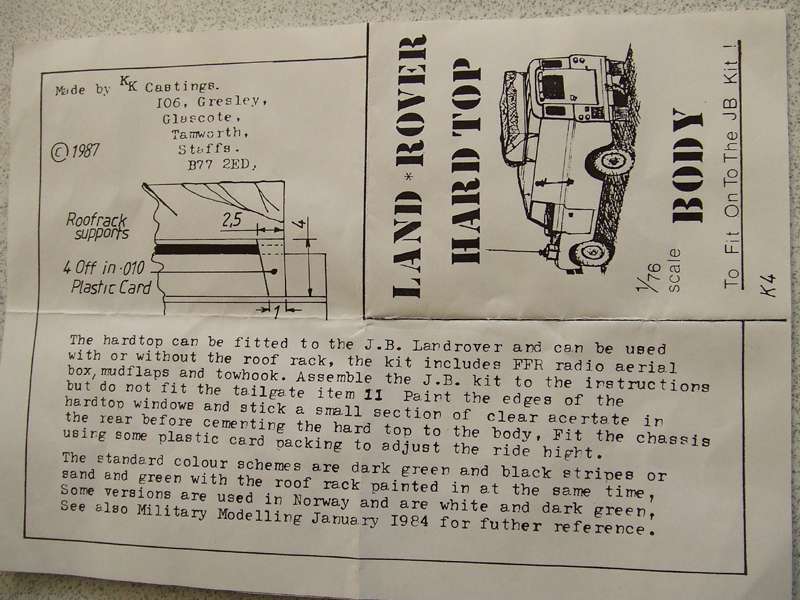 Made by KK Castings.
106, Gresley,
Glascote,
Tamworth,
Staffs.
B77 2ED,
© 1987
Roofrack
supports
4 Off in ·010
Plastic Card
2,5
4
1
LAND * ROVER
HARD TOP
1/76
scale
BODY
To Fit On To The JB Kit !
K4
The hardtop can be fitted to the J.B. Landrover and can be used
with or without the roof rack, the kit includes FFR radio aerial
box, mudflaps and towhook. Assemble the J.B. kit to the instructions
but do not fit the tailgate item 11 Paint the edges of the
hardtop windows and stick a small section of clear acertate in
the rear before cementing the hard top to the body, Fit the chassis
using some plastic card packing to adjust the ride hight.
The standard colour schemes are dark green and black stripes or
sand and green with the roof rack painted in at the same time,
Some versions are used in Norway and are white and dark green,
See also Military Modelling January 1984 for futher reference.